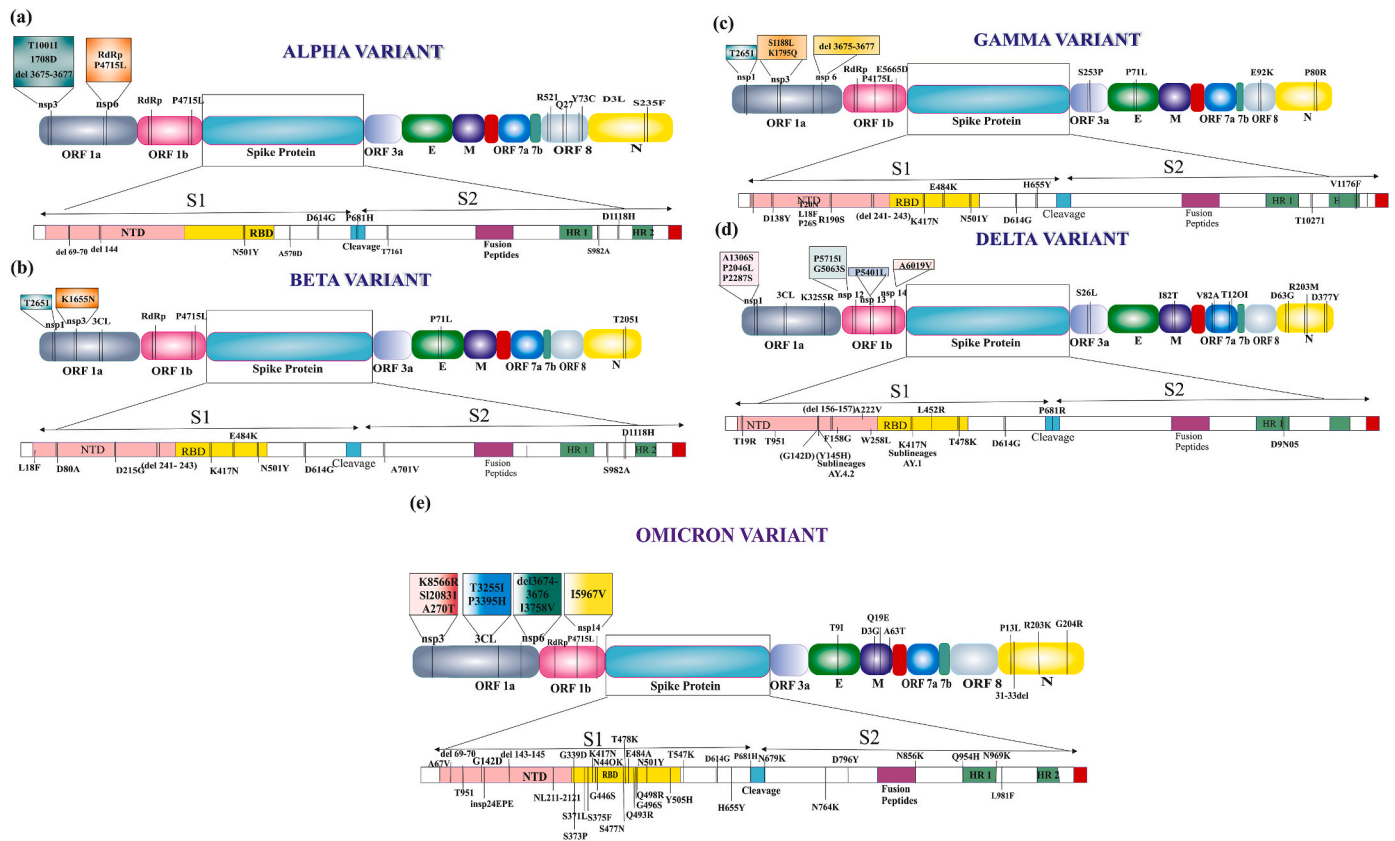 (a)
ALPHA VARIANT
T1001I
1708D
del 3675-3677
RdRp
P4715L
nsp3
nsp6
RdRp
P4715L
R521
Q27
Y73C
D3L
S235F
ORF 1a
ORF 1b
Spike Protein
ORF 3a
E
M
ORF 7a 7b
ORF 8
N
S1
S2
D614G
P681H
D1118H
NTD
RBD
HR 1
HR 2
del 69-70
del 144
N501Y
A570D
Cleavage
T7161
Fusion
Peptides
S982A
(b)
BETA VARIANT
T2651
K1655N
nsp1
nsp3
3CL
RdRp
P4715L
P71L
T2051
ORF 1a
ORF 1b
Spike Protein
ORF 3a
E
M
ORF 7a 7b
ORF 8
N
S1
S2
E484K
D1118H
NTD
RBD
HR 1
HR 2
L18F
D80A
D215G
(del 241- 243)
K417N
N501Y
D614G
Cleavage
A701V
Fusion
Peptides
S982A
(c)
GAMMA VARIANT
T2651
S1188L
K1795Q
del 3675-3677
nsp1
nsp3
nsp 6
RdRp
E5665D
P4175L
S253P
P71L
E92K
P80R
ORF 1a
ORF 1b
Spike Protein
ORF 3a
E
M
ORF 7a 7b
ORF 8
N
S1
S2
E484K
H655Y
V1176F
NTD
RBD
HR 1
H
D138Y
T20N
L18F
P26S
R190S
(del 241- 243)
K417N
N501Y
D614G
Cleavage
Fusion
Peptides
T10271
(d)
DELTA VARIANT
A1306S
P2046L
P2287S
P5715I
G5063S
P5401L
A6019V
nsp1
3CL
K3255R
nsp 12
nsp 13
nsp 14
S26L
I82T
V82A
T12OI
D63G
R203M
D377Y
ORF 1a
ORF 1b
Spike Protein
ORF 3a
E
M
ORF 7a 7b
ORF 8
N
S1
S2
(del 156-157)
A222V
L452R
P681R
NTD
RBD
HR 1
T19R
T951
(G142D)
(Y145H)
F158G
W258L
K417N
T478K
D614G
Sublineages
AY.4.2
Sublineages
AY.1
Cleavage
Fusion
Peptides
D9N05
(e)
OMICRON VARIANT
K8566R
Sl20831
A270T
T3255I
P3395H
del3674-
3676
I3758V
I5967V
nsp3
3CL
nsp6
RdRp
P4715L
nsp14
T9I
Q19E
D3G
A63T
P13L
R203K
G204R
ORF 1a
ORF 1b
Spike Protein
ORF 3a
E
M
ORF 7a 7b
ORF 8
31-33del
N
S1
S2
T478K
del 69-70
A67V
G142D
del 143-145
G339D
K417N
N44OK
E484A
N501Y
T547K
D614G
P681H
N679K
D796Y
N856K
Q954H
N969K
NTD
RBD
HR 1
HR 2
T951
insp24EPE
NL211-2121
S371L
S373P
S375F
G446S
S477N
Q493R
G496S
Q498R
Y505H
H655Y
Cleavage
N764K
Fusion
Peptides
L981F